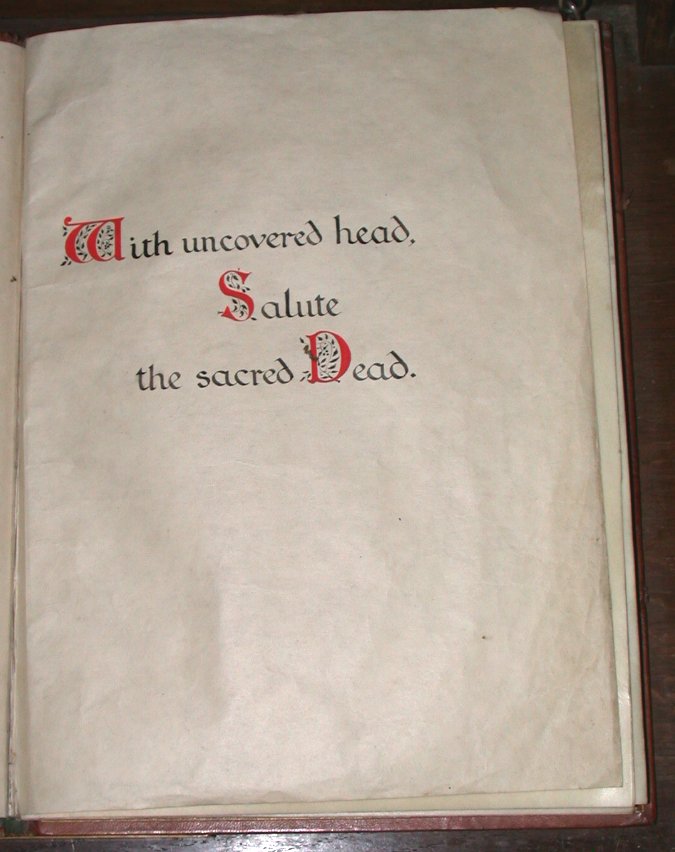 With uncovered head,
Salute
the sacred Dead.